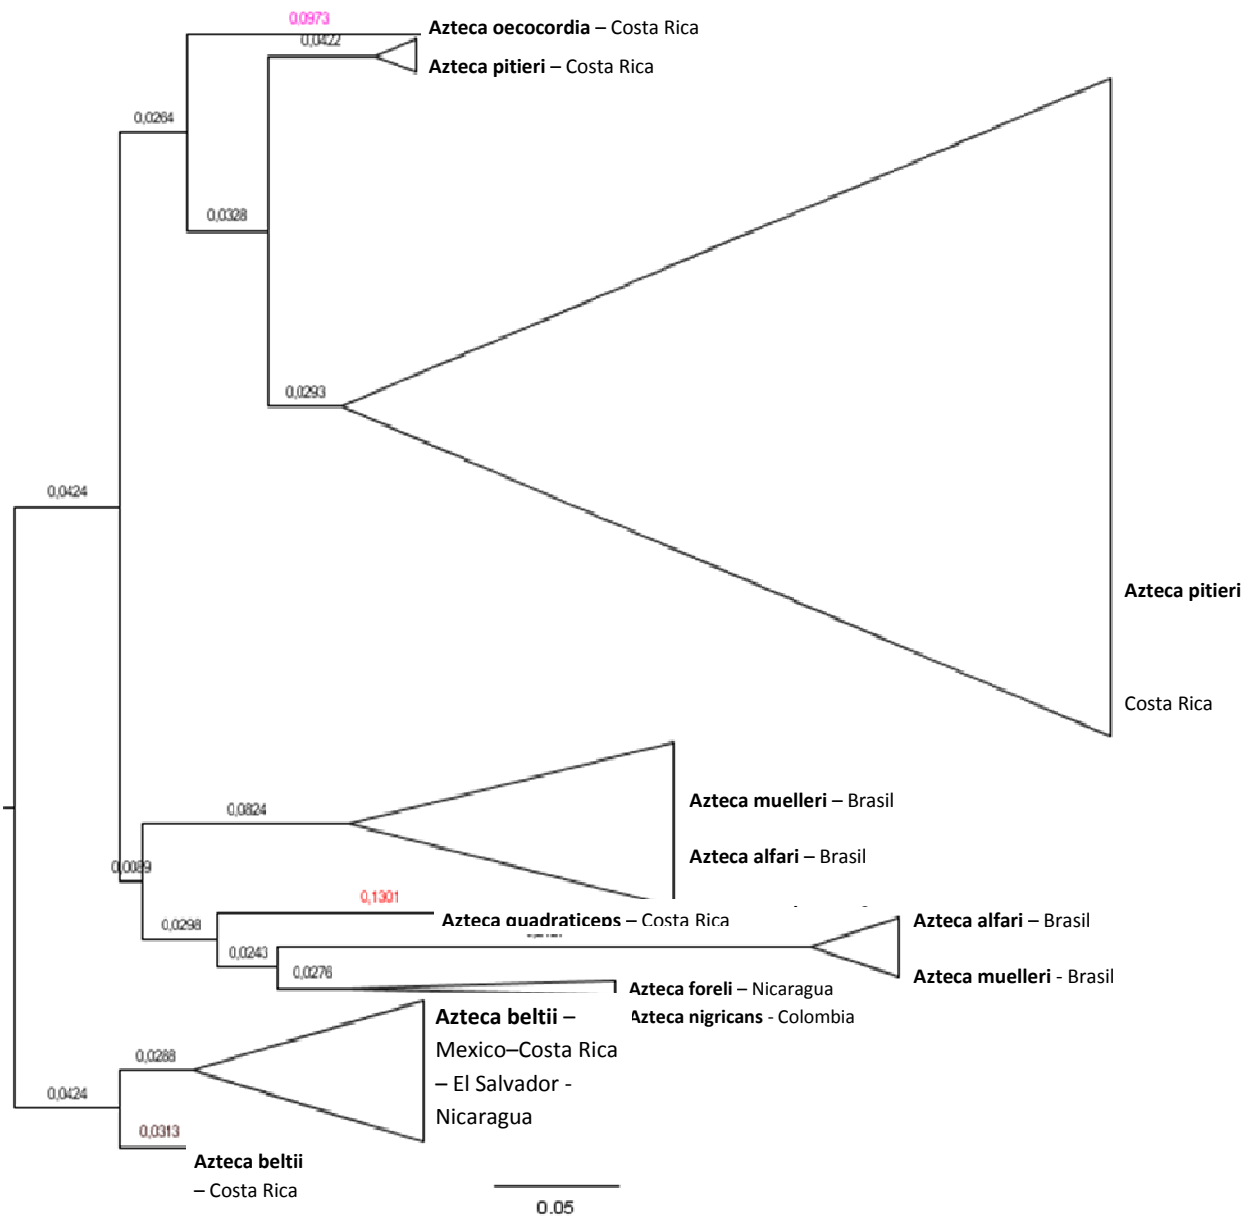 0.0973
Azteca oecocordia – Costa Rica
0,0422
Azteca pitieri – Costa Rica
0,0264
0,0328
0,0293
0,0424
Azteca pitieri
Costa Rica
Azteca muelleri – Brasil
0,0824
Azteca alfari – Brasil
0,0089
0,1301
Azteca quadraticeps – Costa Rica
Azteca alfari – Brasil
0,0298
0,0243
0,0276
Azteca muelleri - Brasil
Azteca foreli – Nicaragua
Azteca nigricans - Colombia
Azteca beltii –
Mexico–Costa Rica
– El Salvador -
Nicaragua
0,0288
0,0424
0,0313
Azteca beltii
– Costa Rica
0.05